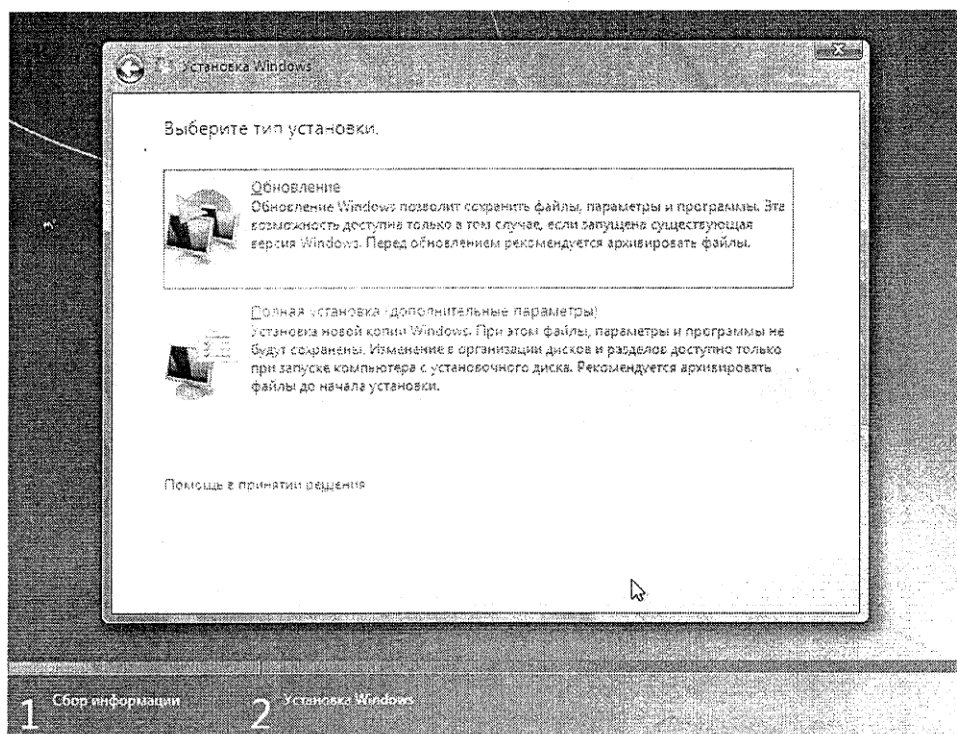 Установка Windows
Выберите тип установки.
Обновление
Обновление Windows позволит сохранить файлы, параметры и программы. Эта
возможность доступна только в том случае, если запущена существующая
версия Windows. Перед обновлением рекомендуется архивировать файлы.
Полная установка (дополнительные параметры)
Установка новой копии Windows. При этом файлы, параметры и программы не
будут сохранены. Изменение в организации дисков и разделов доступно только
при запуске компьютера с установочного диска. Рекомендуется архивировать
файлы до начала установки.
Помощь в принятии решения
1 Сбор информации
2 Установка Windows